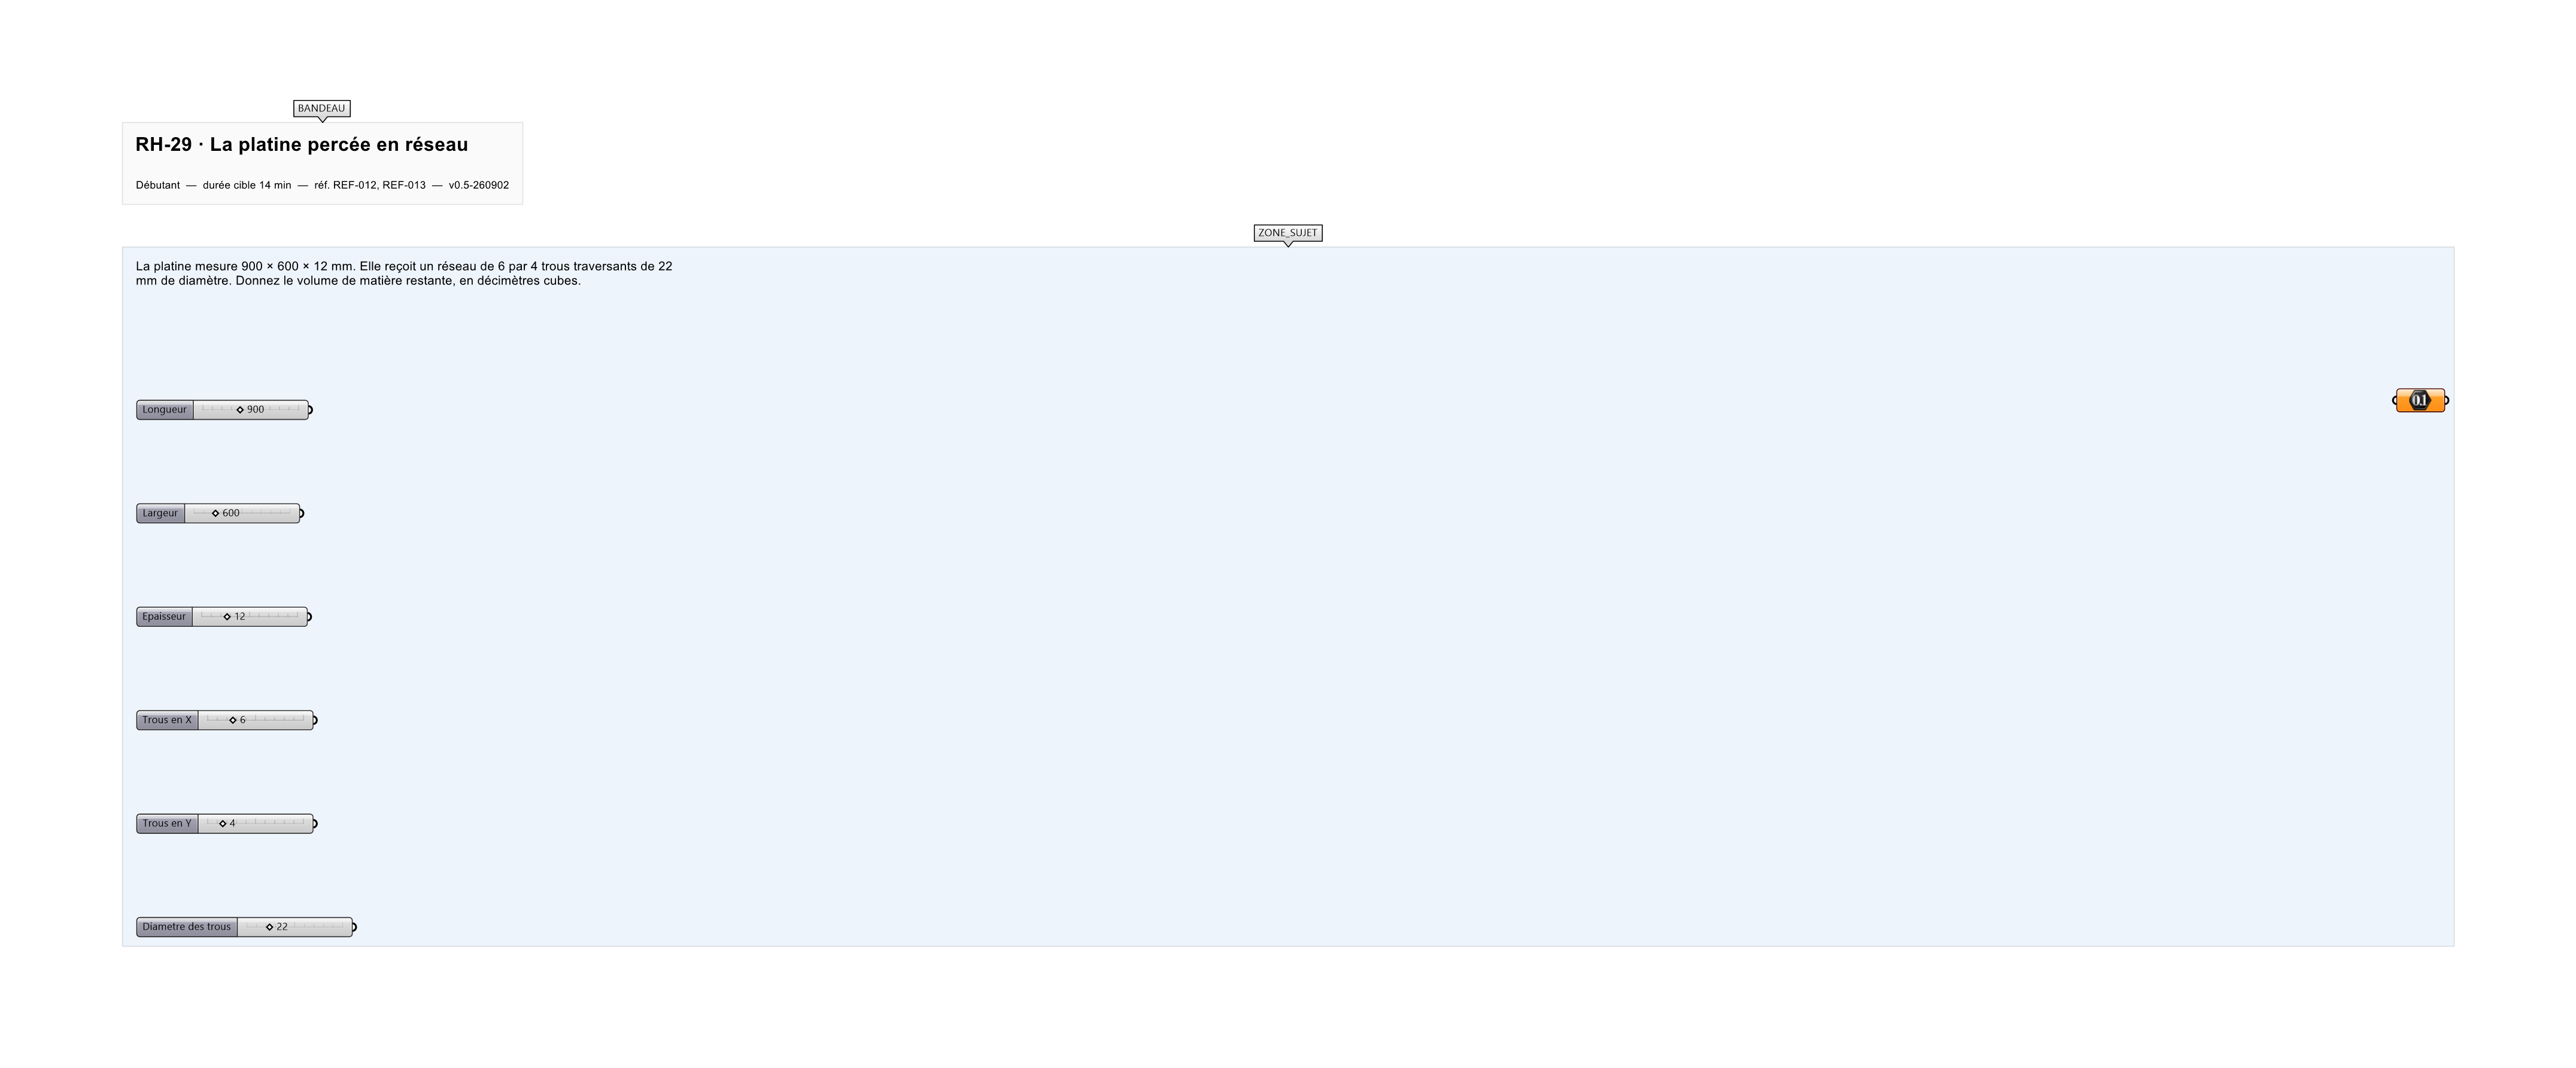 BANDEAU
RH-29 · La platine percée en réseau
Débutant — durée cible 14 min — réf. REF-012, REF-013 — v0.5-260902
ZONE_SUJET
La platine mesure 900 × 600 × 12 mm. Elle reçoit un réseau de 6 par 4 trous traversants de 22
mm de diamètre. Donnez le volume de matière restante, en décimètres cubes.
Longueur 900
0.1
Largeur 600
Epaisseur 12
Trous en X 6
Trous en Y 4
Diametre des trous 22